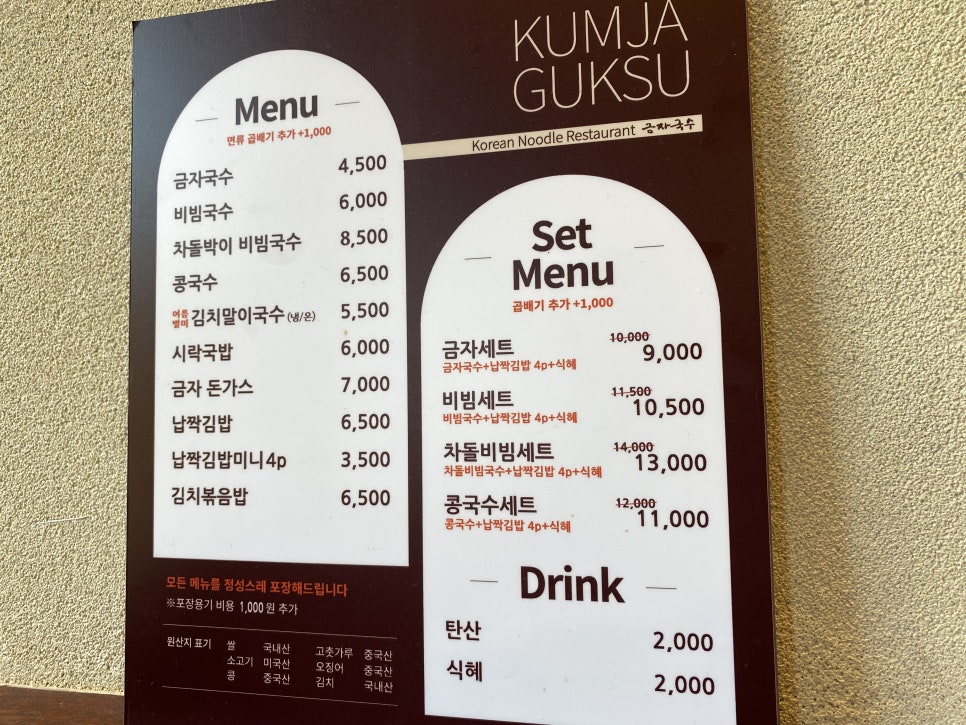 KUMJA
GUKSU
Korean Noodle Restaurant 금자국수
Menu
면류 곱배기 추가 +1,000
금자국수 4,500
비빔국수 6,000
차돌박이 비빔국수 8,500
콩국수 6,500
여름별미 김치말이국수(냉/온) 5,500
시락국밥 6,000
금자 돈가스 7,000
납짝김밥 6,500
납짝김밥미니4p 3,500
김치볶음밥 6,500
모든 메뉴를 정성스레 포장해드립니다
※포장용기 비용 1,000원 추가
원산지 표기 쌀 국내산 고춧가루 중국산
소고기 미국산 오징어 중국산
콩 중국산 김치 국내산
Set
Menu
곱배기 추가 +1,000
금자세트 10,000 9,000
금자국수+납짝김밥 4p+식혜
비빔세트 11,500 10,500
비빔국수+납짝김밥 4p+식혜
차돌비빔세트 14,000 13,000
차돌비빔국수+납짝김밥 4p+식혜
콩국수세트 12,000 11,000
콩국수+납짝김밥 4p+식혜
Drink
탄산 2,000
식혜 2,000